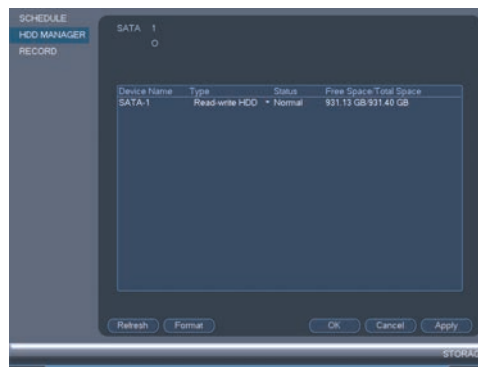 SCHEDULE
HDD MANAGER
RECORD
SATA 1
O
Device Name Type Status Free Space/Total Space
SATA-1 Read-write HDD Normal 931.13 GB/931.40 GB
Refresh Format OK Cancel Apply
STORAG